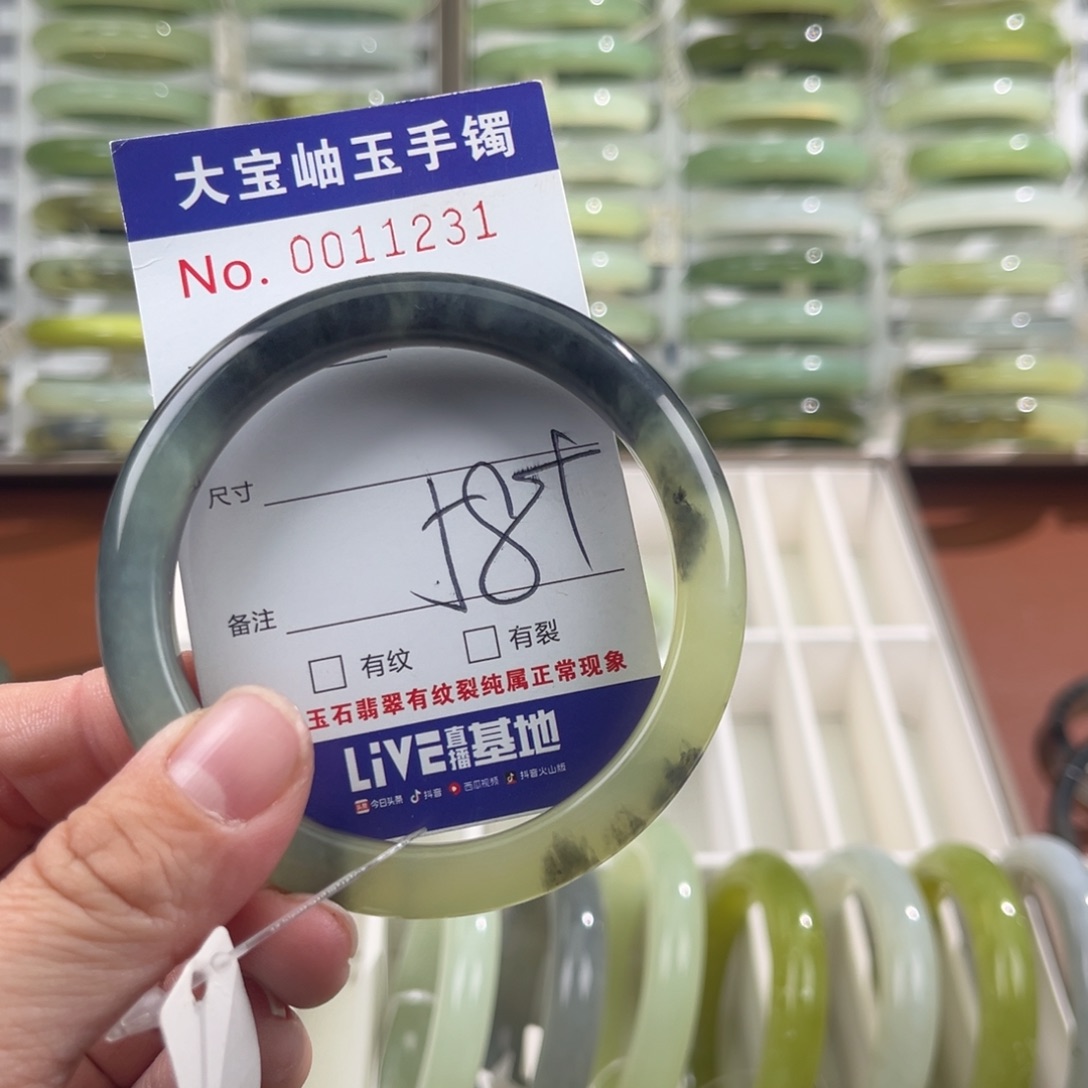 大宝岫玉手镯
No. 0011231
尺寸
备注
□ 有纹 □ 有裂
玉石翡翠有纹裂纯属正常现象
LiVE直播基地
今日头条 抖音 西瓜视频 抖音火山版